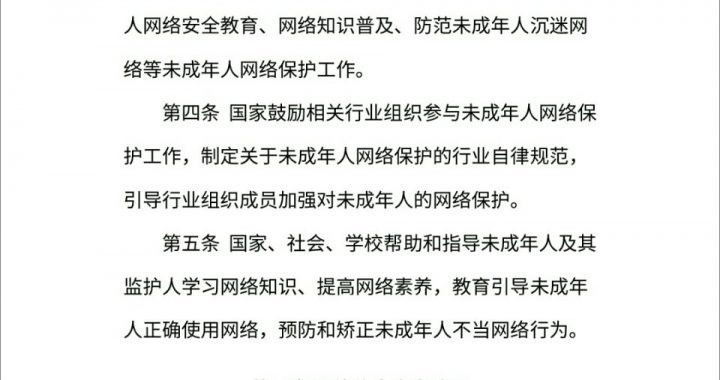 人网络安全教育、网络知识普及、防范未成年人沉迷网
络等未成年人网络保护工作。
第四条 国家鼓励相关行业组织参与未成年人网络保
护工作，制定关于未成年人网络保护的行业自律规范，
引导行业组织成员加强对未成年人的网络保护。
第五条 国家、社会、学校帮助和指导未成年人及其
监护人学习网络知识、提高网络素养，教育引导未成年
人正确使用网络，预防和矫正未成年人不当网络行为。